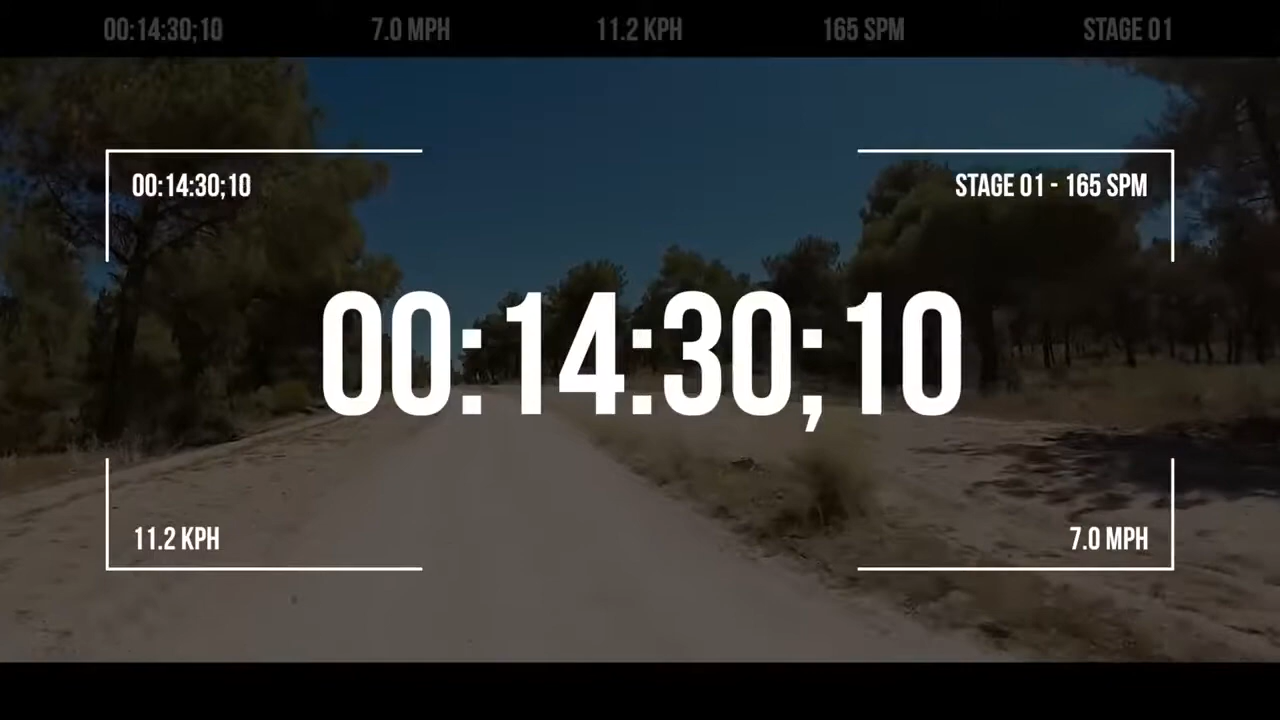 00:14:30;10 7.0 MPH 11.2 KPH 165 SPM STAGE 01
00:14:30;10 STAGE 01 - 165 SPM
00:14:30;10
11.2 KPH 7.0 MPH